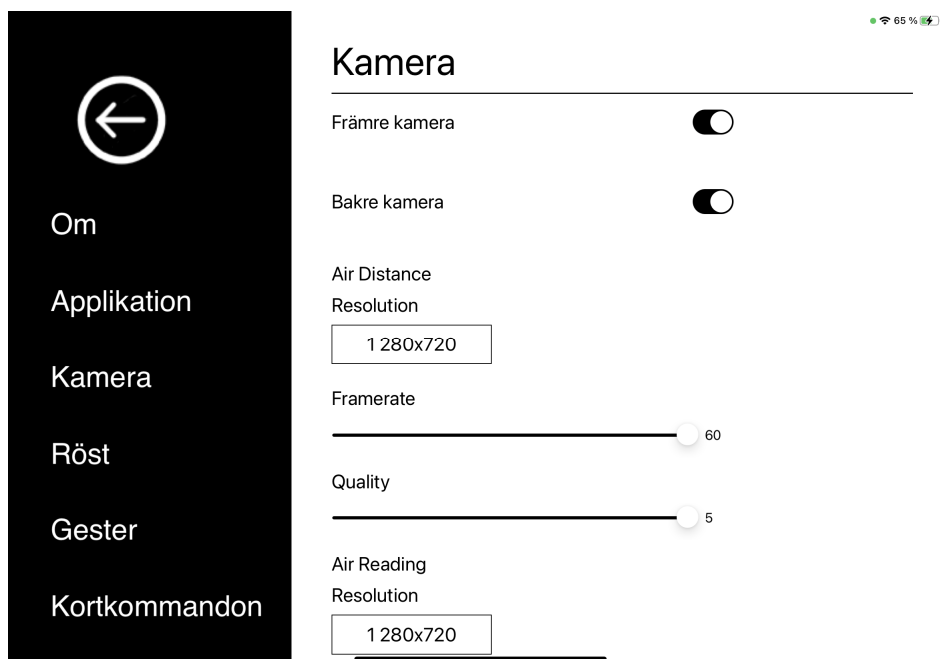 65 %
Om
Applikation
Kamera
Röst
Gester
Kortkommandon
Kamera
Främre kamera
Bakre kamera
Air Distance
Resolution
1 280x720
Framerate
60
Quality
5
Air Reading
Resolution
1 280x720